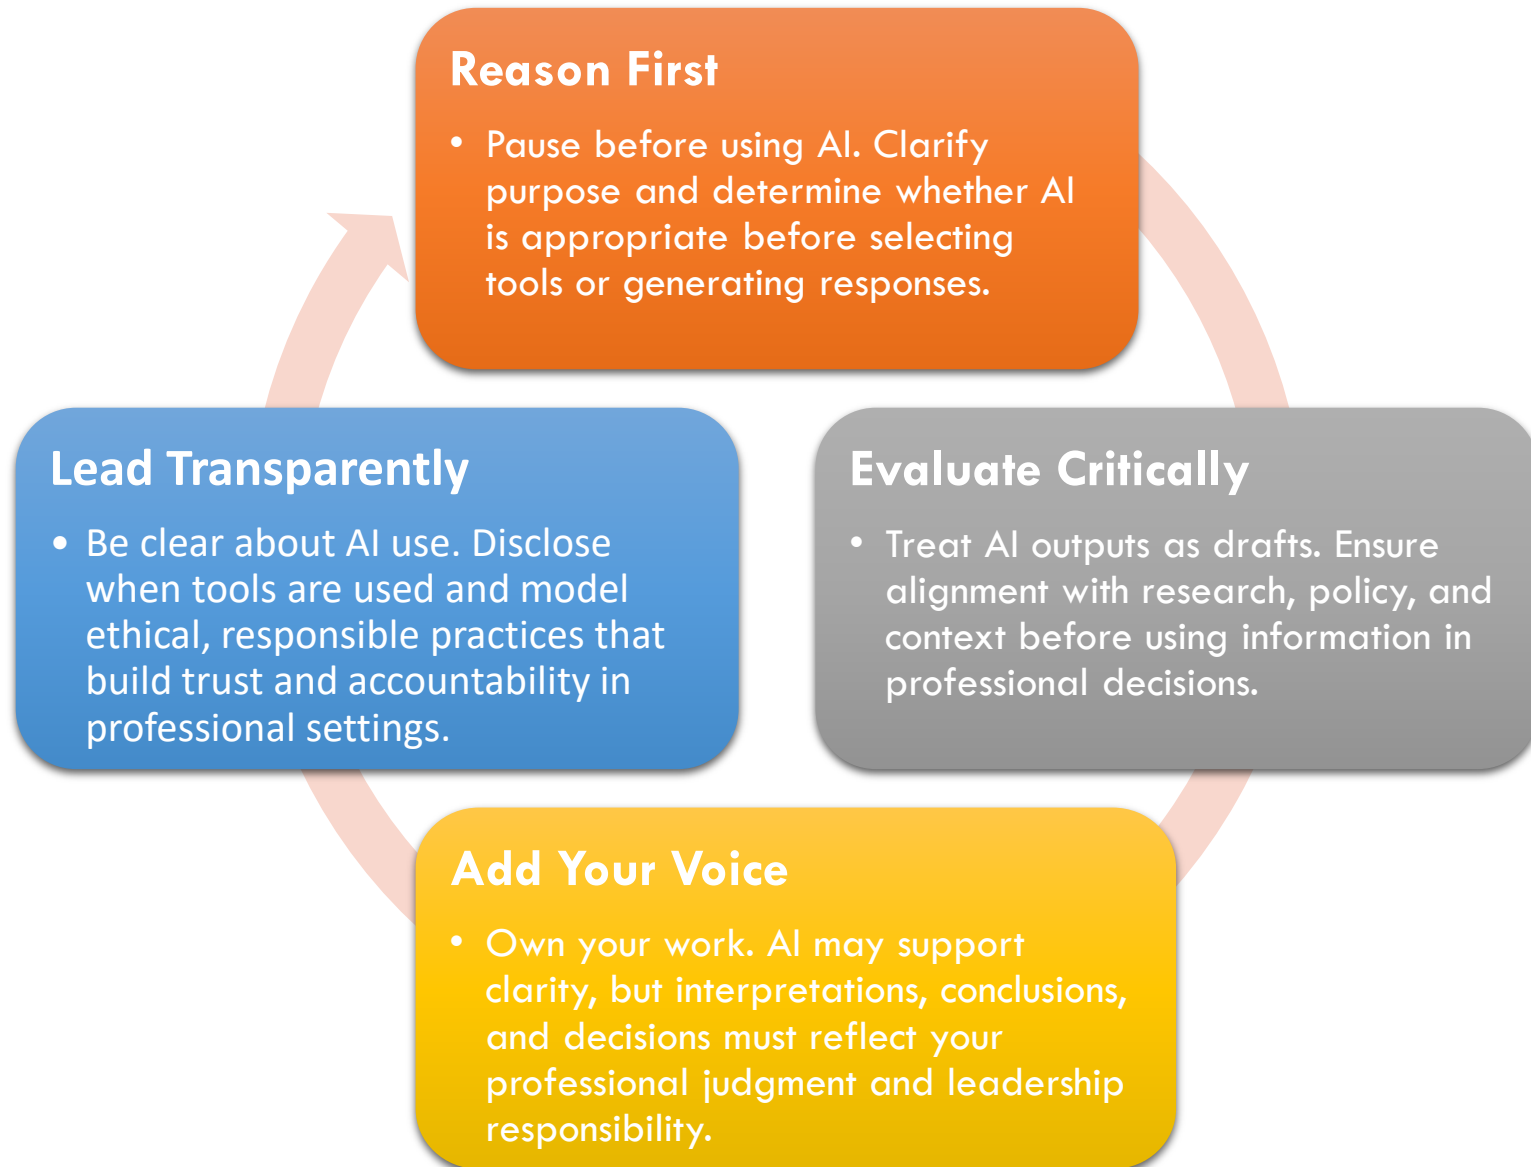 Reason First
• Pause before using AI. Clarify
purpose and determine whether AI
is appropriate before selecting
tools or generating responses.
Evaluate Critically
• Treat AI outputs as drafts. Ensure
alignment with research, policy, and
context before using information in
professional decisions.
Add Your Voice
• Own your work. AI may support
clarity, but interpretations, conclusions,
and decisions must reflect your
professional judgment and leadership
responsibility.
Lead Transparently
• Be clear about AI use. Disclose
when tools are used and model
ethical, responsible practices that
build trust and accountability in
professional settings.